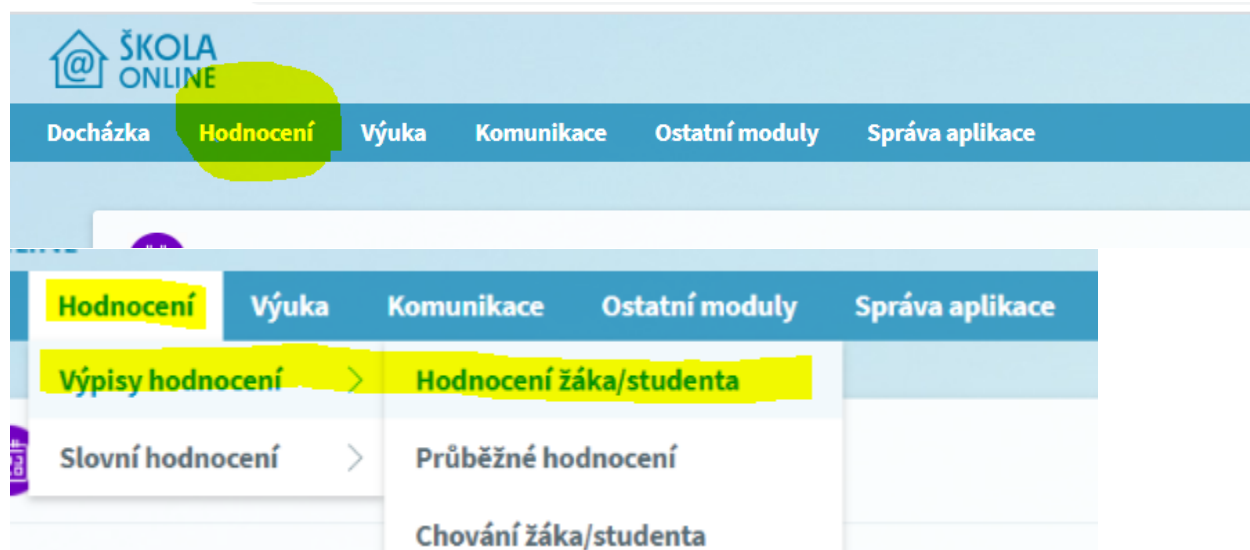 ŠKOLA
ONLINE
Docházka Hodnocení Výuka Komunikace Ostatní moduly Správa aplikace
Hodnocení Výuka Komunikace Ostatní moduly Správa aplikace
Výpisy hodnocení > Hodnocení žáka/studenta
Slovní hodnocení > Průběžné hodnocení
Chování žáka/studenta